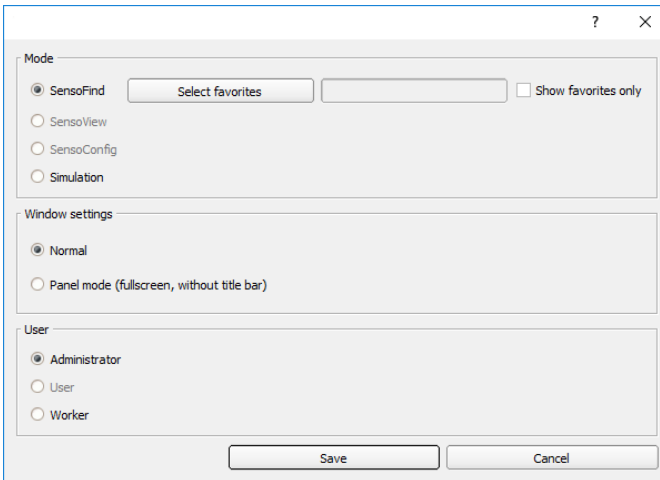 ?
Mode
SensoFind Select favorites Show favorites only
SensoView
SensoConfig
Simulation
Window settings
Normal
Panel mode (fullscreen, without title bar)
User
Administrator
User
Worker
Save Cancel